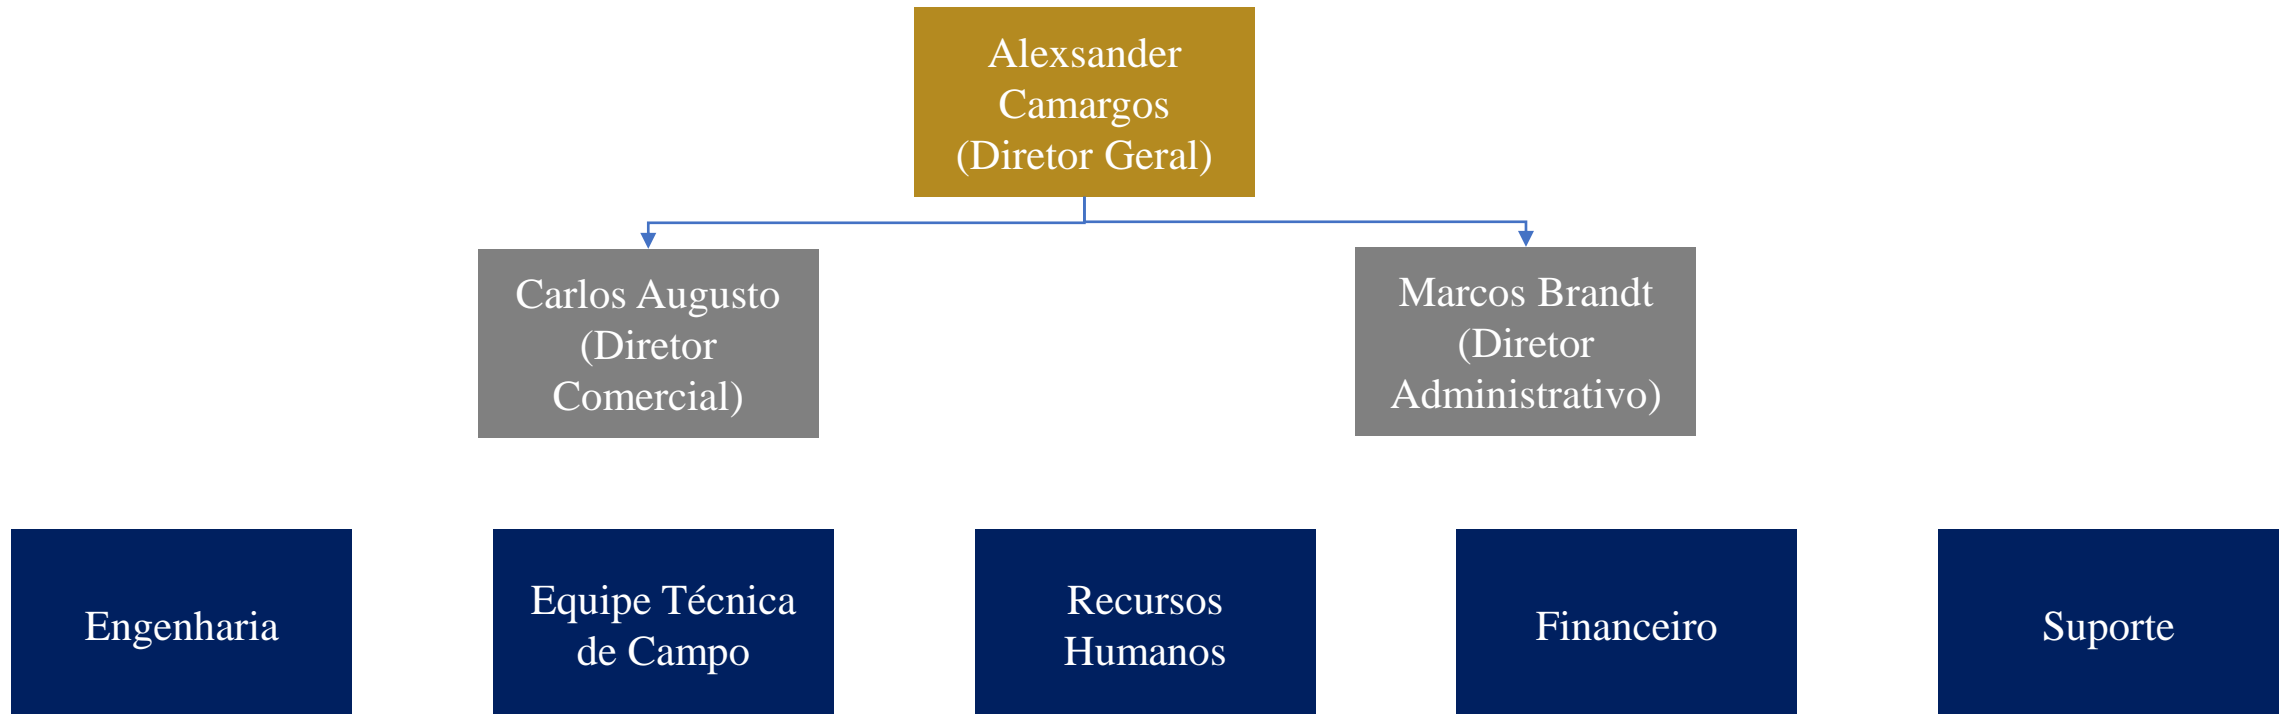 Alexsander
Camargos
(Diretor Geral)
Carlos Augusto
(Diretor
Comercial)
Marcos Brandt
(Diretor
Administrativo)
Engenharia
Equipe Técnica
de Campo
Recursos
Humanos
Financeiro
Suporte